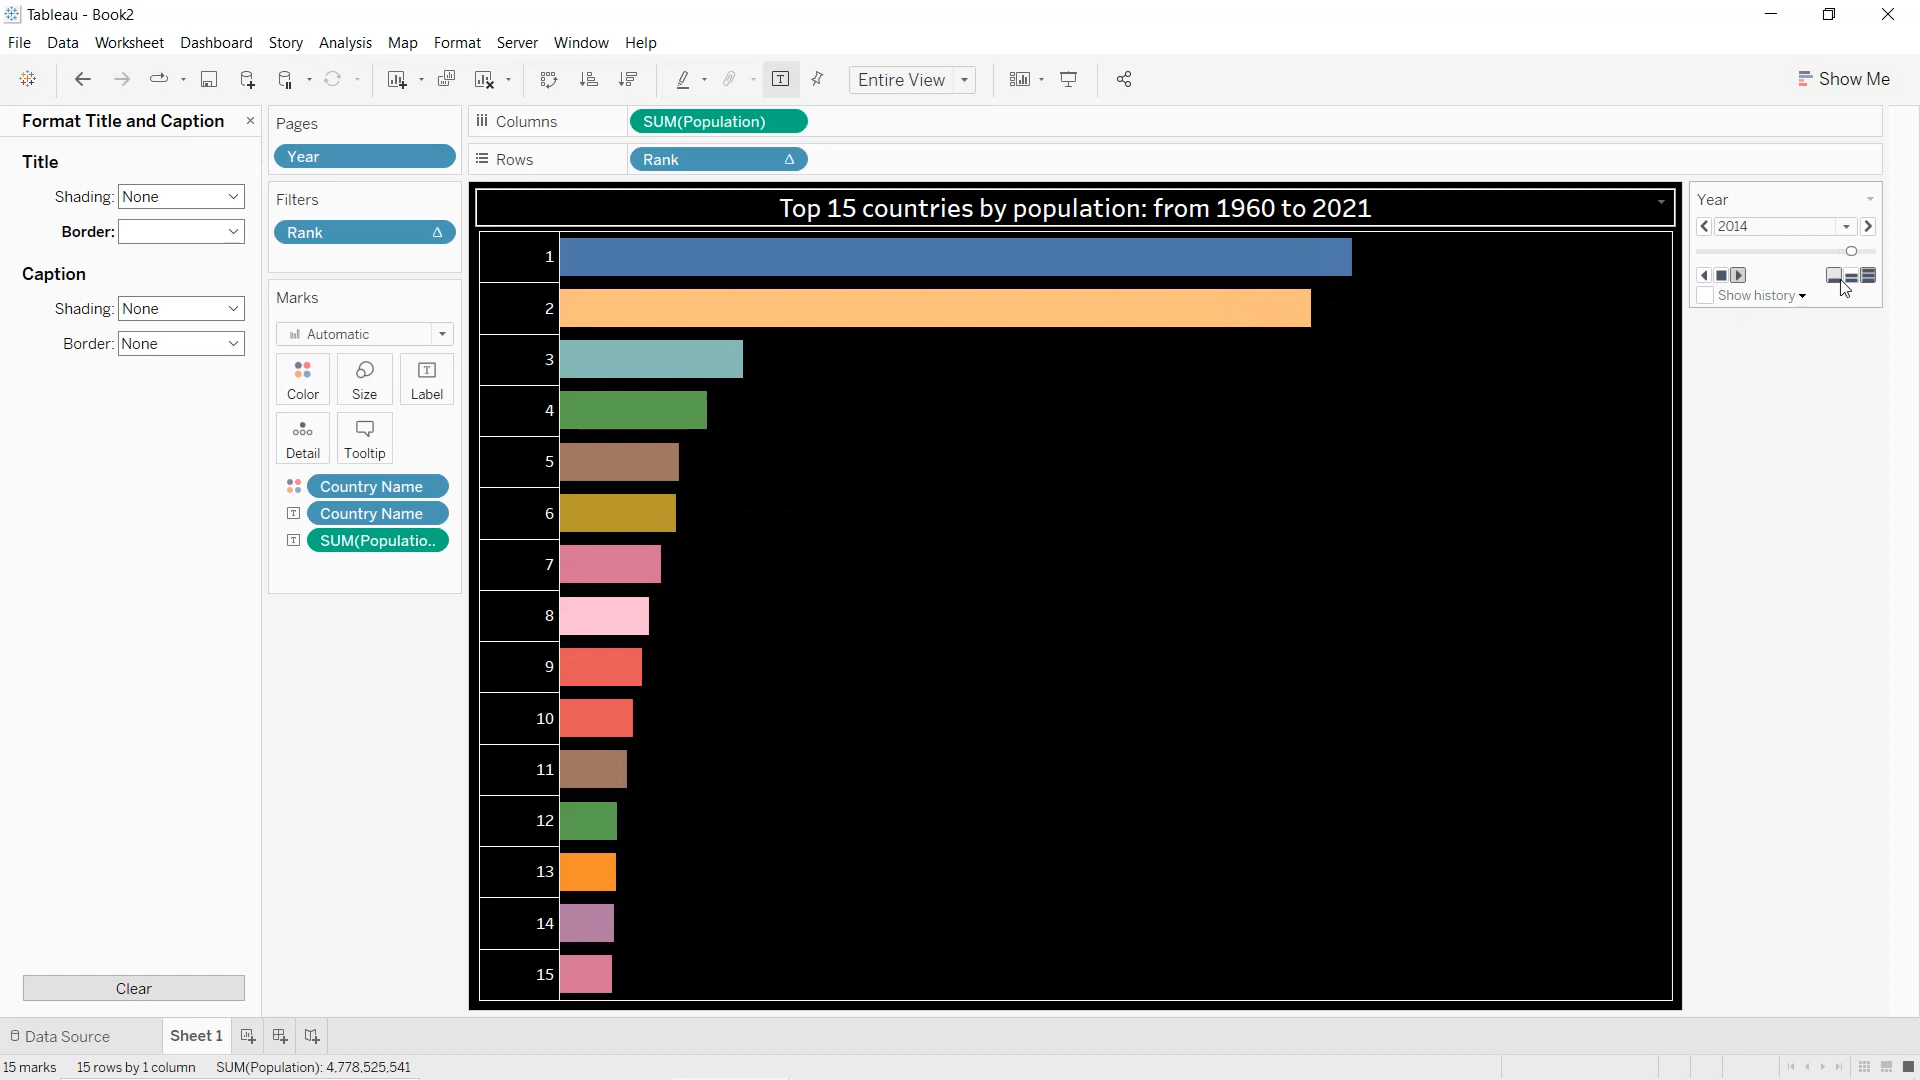 Tableau - Book2
File Data Worksheet Dashboard Story Analysis Map Format Server Window Help
Entire View
Show Me
Format Title and Caption
Title
Shading: None
Border:
Caption
Shading: None
Border: None
Clear
Pages
Year
Filters
Rank
Marks
Automatic
Color Size Label
Detail Tooltip
Country Name
Country Name
SUM(Populatio..
Columns SUM(Population)
Rows Rank
Top 15 countries by population: from 1960 to 2021
1
2
3
4
5
6
7
8
9
10
11
12
13
14
15
Year
2014
Show history
Data Source Sheet 1
15 marks 15 rows by 1 column SUM(Population): 4,778,525,541